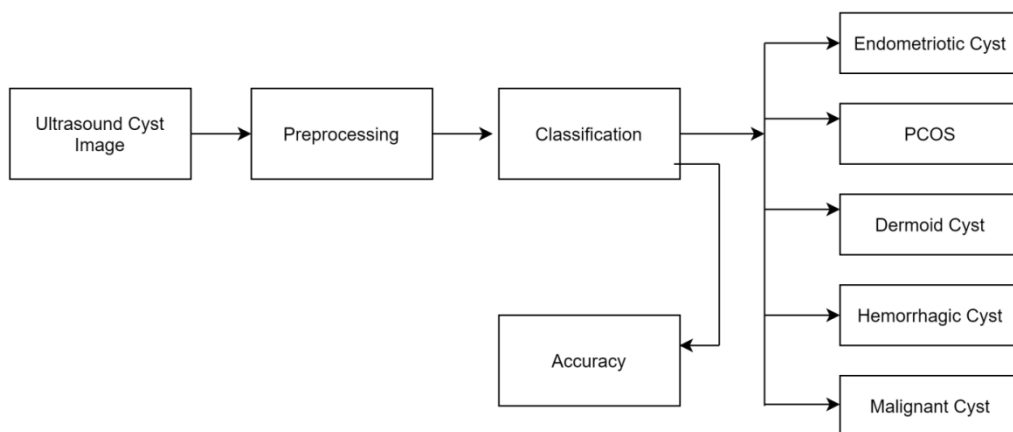 Ultrasound Cyst
Image
Preprocessing
Classification
Accuracy
Endometriotic Cyst
PCOS
Dermoid Cyst
Hemorrhagic Cyst
Malignant Cyst